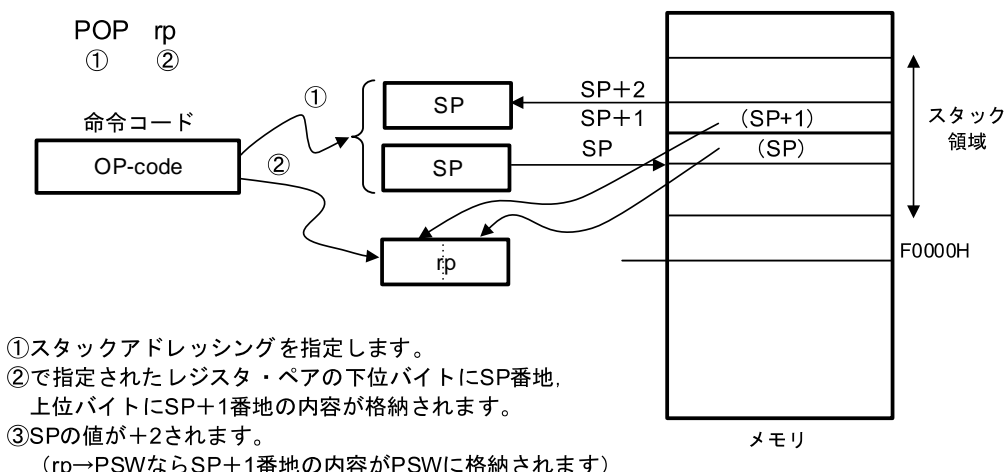 POP rp
① ②
命令コード
OP-code
①
②
SP
SP
rp
SP+2
SP+1
SP
(SP+1)
(SP)
スタック
領域
F0000H
メモリ
①スタックアドレッシングを指定します。
②で指定されたレジスタ・ペアの下位バイトにSP番地,
上位バイトにSP+1番地の内容が格納されます。
③SPの値が+2されます。
(rp→PSWならSP+1番地の内容がPSWに格納されます)